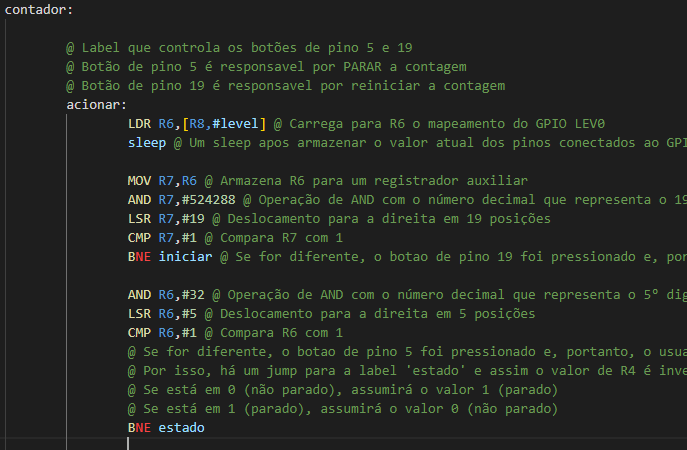 contador:
@ Label que controla os botões de pino 5 e 19
@ Botão de pino 5 é responsavel por PARAR a contagem
@ Botão de pino 19 é responsavel por reiniciar a contagem
acionar:
LDR R6,[R8,#level] @ Carrega para R6 o mapeamento do GPIO LEV0
sleep @ Um sleep apos armazenar o valor atual dos pinos conectados ao GPI
MOV R7,R6 @ Armazena R6 para um registrador auxiliar
AND R7,#524288 @ Operação de AND com o número decimal que representa o 19
LSR R7,#19 @ Deslocamento para a direita em 19 posições
CMP R7,#1 @ Compara R7 com 1
BNE iniciar @ Se for diferente, o botao de pino 19 foi pressionado e, por
AND R6,#32 @ Operação de AND com o número decimal que representa o 5º dig
LSR R6,#5 @ Deslocamento para a direita em 5 posições
CMP R6,#1 @ Compara R6 com 1
@ Se for diferente, o botao de pino 5 foi pressionado e, portanto, o usua
@ Por isso, há um jump para a label 'estado' e assim o valor de R4 é inve
@ Se está em 0 (não parado), assumirá o valor 1 (parado)
@ Se está em 1 (parado), assumirá o valor 0 (não parado)
BNE estado